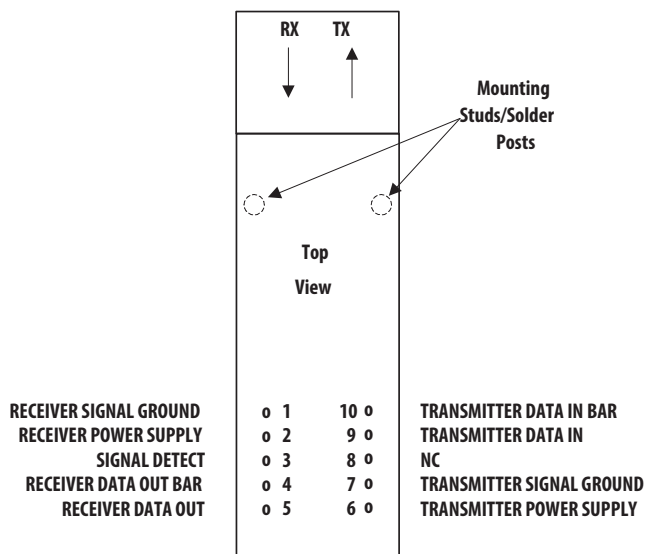 RX TX
Mounting
Studs/Solder
Posts
Top
View
RECEIVER SIGNAL GROUND o 1 10 o TRANSMITTER DATA IN BAR
RECEIVER POWER SUPPLY o 2 9 o TRANSMITTER DATA IN
SIGNAL DETECT o 3 8 o NC
RECEIVER DATA OUT BAR o 4 7 o TRANSMITTER SIGNAL GROUND
RECEIVER DATA OUT o 5 6 o TRANSMITTER POWER SUPPLY